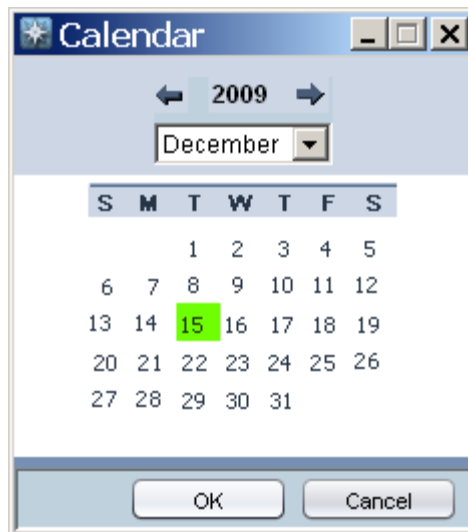 Calendar
2009
December
S M T W T F S
1 2 3 4 5
6 7 8 9 10 11 12
13 14 15 16 17 18 19
20 21 22 23 24 25 26
27 28 29 30 31
OK Cancel